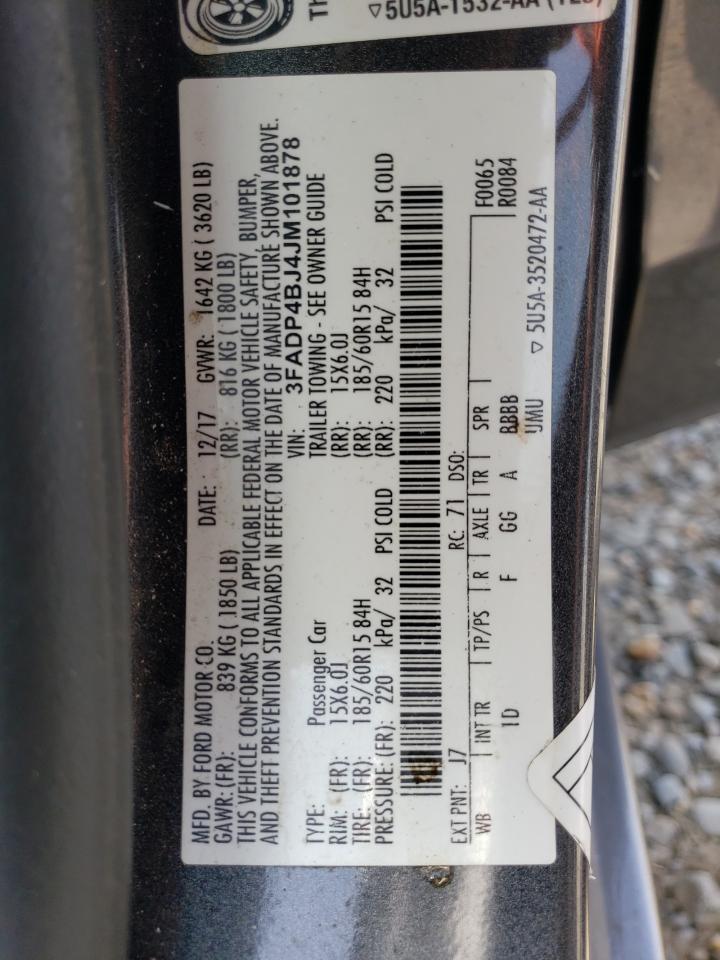 TH
▽5U5A-1532-AA
MFD. BY FORD MOTOR CO.
DATE: 12/17 GVWR: 1642 KG ( 3620 LB)
GAWR: (FR): 839 KG ( 1850 LB) (RR): 816 KG ( 1800 LB)
THIS VEHICLE CONFORMS TO ALL APPLICABLE FEDERAL MOTOR VEHICLE SAFETY, BUMPER,
AND THEFT PREVENTION STANDARDS IN EFFECT ON THE DATE OF MANUFACTURE SHOWN ABOVE.
VIN: 3FADP4BJ4JM101878
TYPE: Passenger Car TRAILER TOWING - SEE OWNER GUIDE
RIM: (FR): 15X6.0J (RR): 15X6.0J
TIRE: (FR): 185/60R15 84H (RR): 185/60R15 84H
PRESSURE: (FR): 220 kPa/ 32 PSI COLD (RR): 220 kPa/ 32 PSI COLD
EXT PNT: J7 RC: 71 DSO: F0065
WB INT TR TP/PS R AXLE TR SPR R0084
1D F GG A BBBB
UMU ▽5U5A-3520472-AA